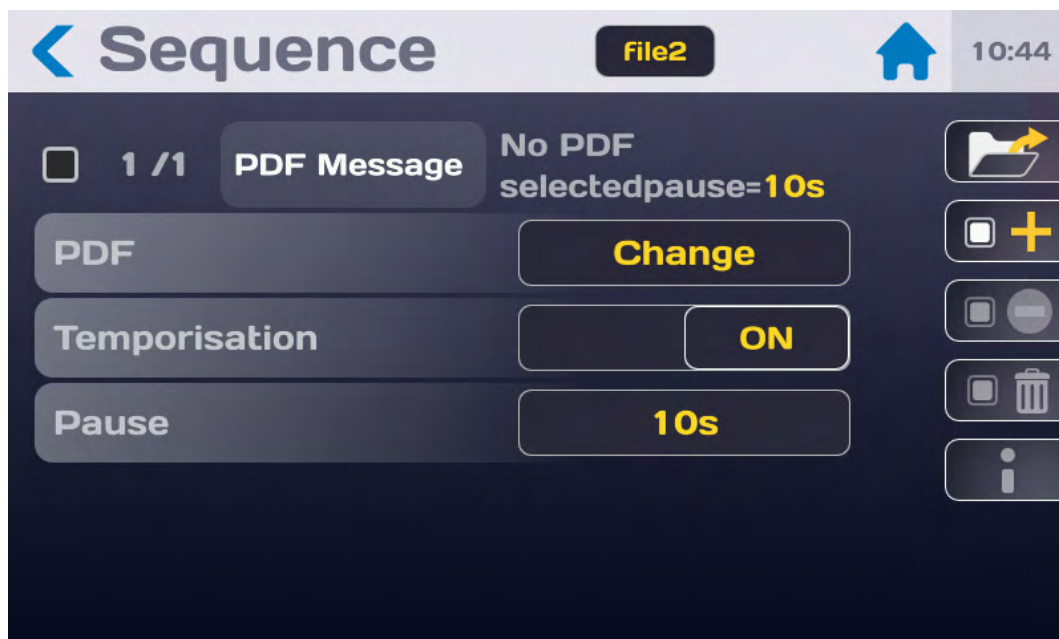 Sequence
file2
10:44
1 /1
PDF Message
No PDF
selectedpause=10s
PDF
Change
Temporisation
ON
Pause
10s